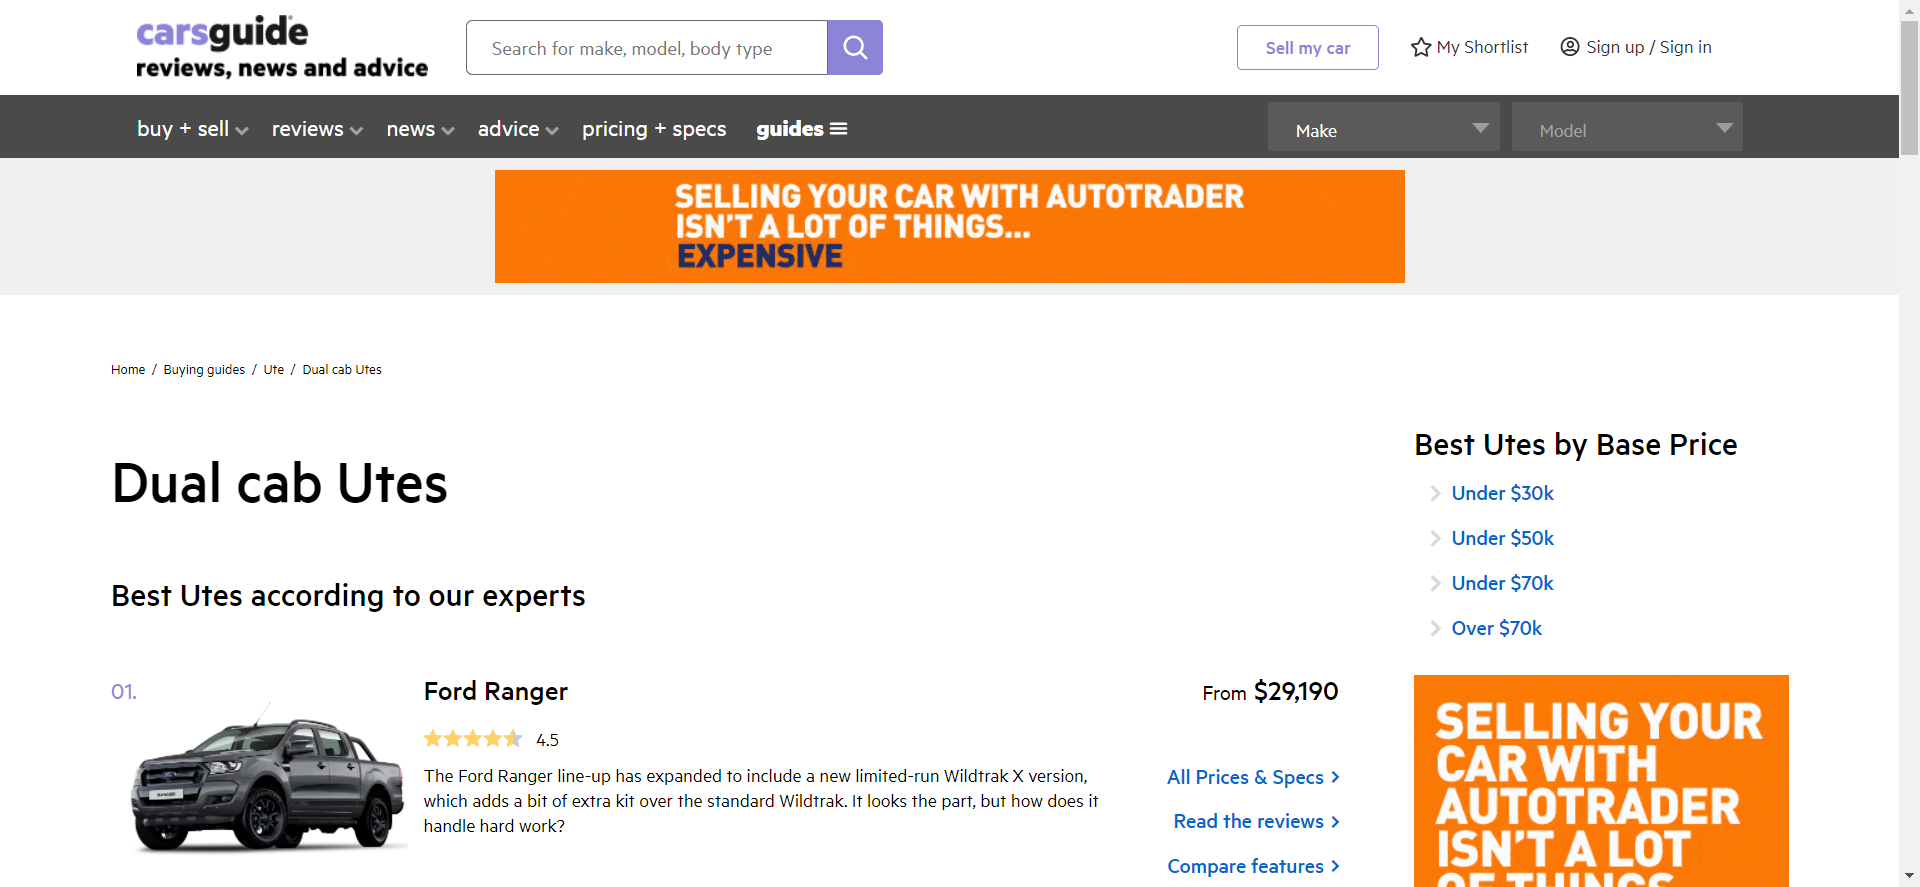 carsguide
reviews, news and advice
Search for make, model, body type
Sell my car
My Shortlist
Sign up / Sign in
buy + sell
reviews
news
advice
pricing + specs
guides
Make
Model
SELLING YOUR CAR WITH AUTOTRADER
ISN'T A LOT OF THINGS...
EXPENSIVE
Home / Buying guides / Ute / Dual cab Utes
Dual cab Utes
Best Utes according to our experts
01.
RANGER
Ford Ranger
4.5
The Ford Ranger line-up has expanded to include a new limited-run Wildtrak X version,
which adds a bit of extra kit over the standard Wildtrak. It looks the part, but how does it
handle hard work?
From $29,190
All Prices & Specs
Read the reviews
Compare features
Best Utes by Base Price
Under $30k
Under $50k
Under $70k
Over $70k
SELLING YOUR
CAR WITH
AUTOTRADER
ISN'T A LOT
OF THINGS